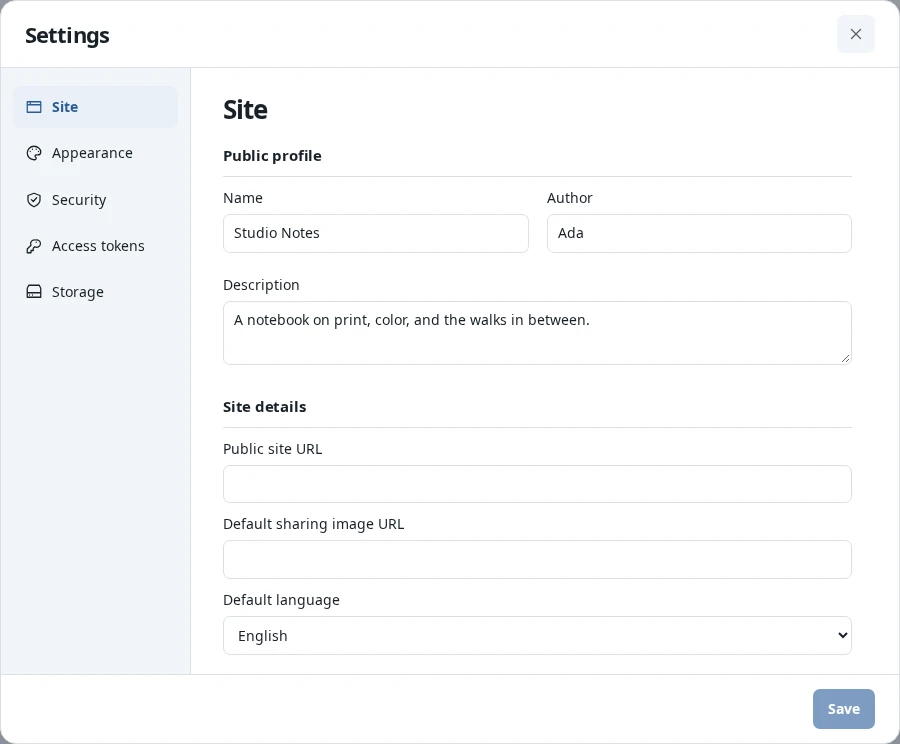 Settings
Site
Appearance
Security
Access tokens
Storage
Site
Public profile
Name
Author
Studio Notes
Ada
Description
A notebook on print, color, and the walks in between.
Site details
Public site URL
Default sharing image URL
Default language
English
Save